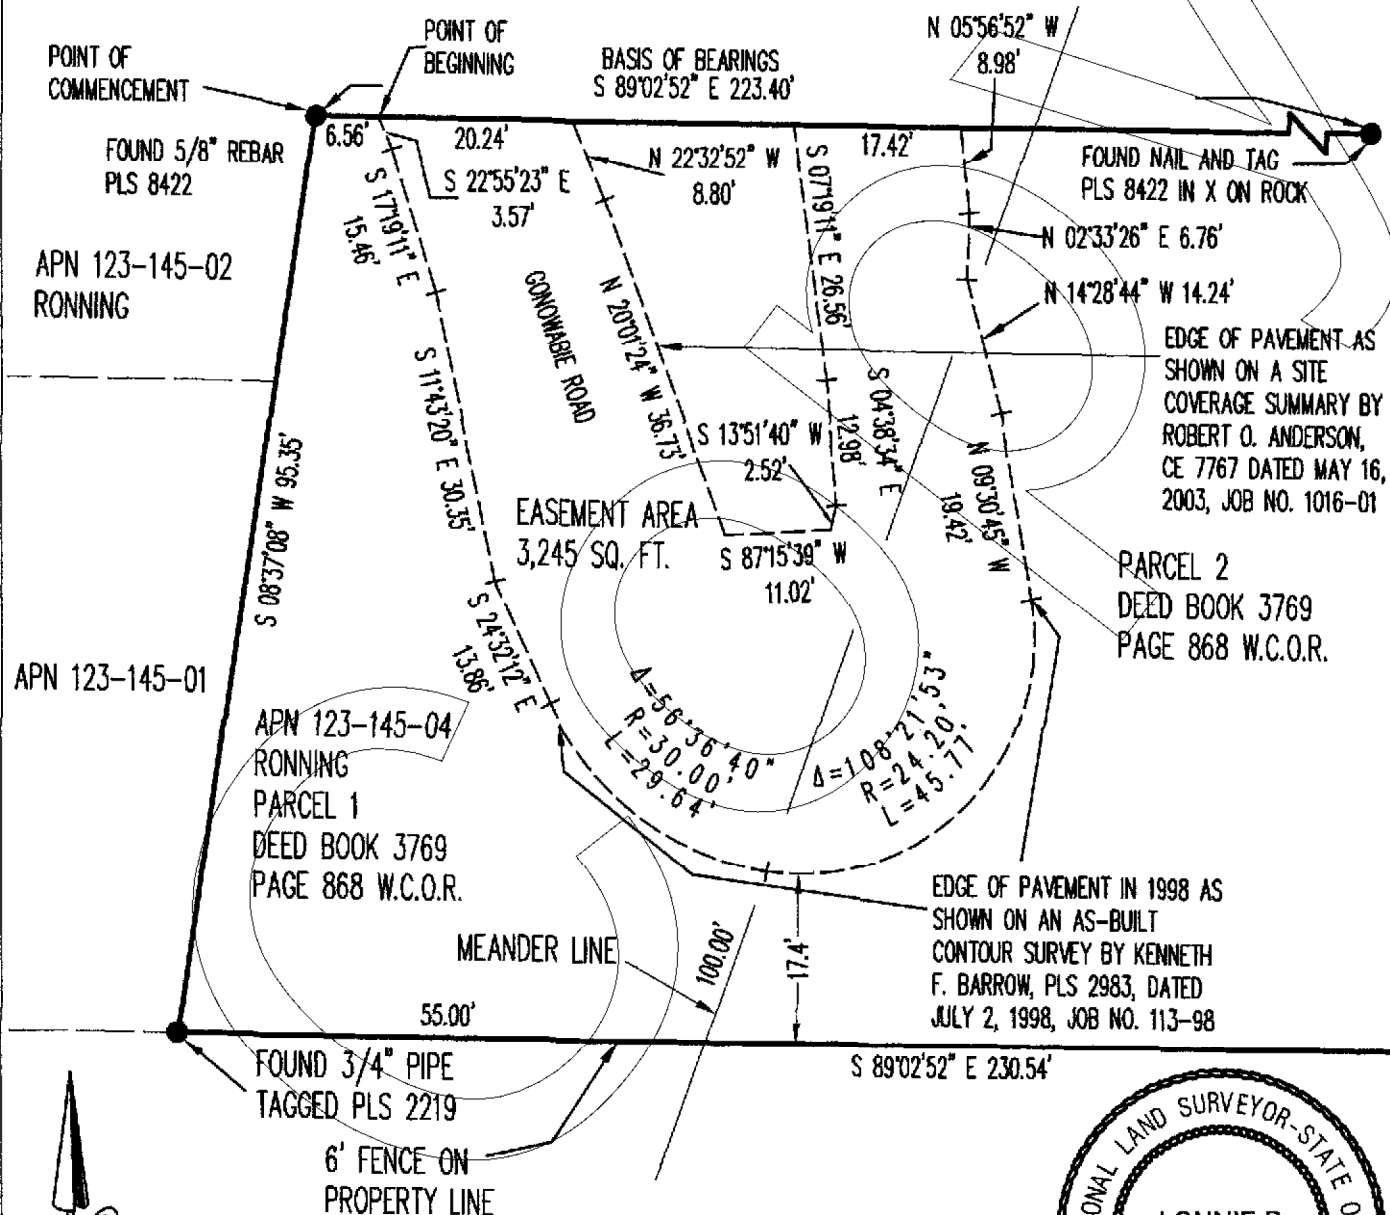 POINT OF
COMMENCEMENT
POINT OF
BEGINNING
BASIS OF BEARINGS
S 89°02'52" E 223.40'
N 05°56'52" W
8.98'
FOUND 5/8" REBAR
PLS 8422
6.56'
20.24'
17.42'
S 22°55'23" E
3.57'
N 22°32'52" W
8.80'
FOUND NAIL AND TAG
PLS 8422 IN X ON ROCK
S 17°19'11" E
15.46'
S 07°19'11" E 26.56'
N 02°33'26" E 6.76'
N 14°28'44" W 14.24'
APN 123-145-02
RONNING
GONOWABIE ROAD
N 20°01'24" W 36.73'
EDGE OF PAVEMENT AS
SHOWN ON A SITE
COVERAGE SUMMARY BY
ROBERT O. ANDERSON,
CE 7767 DATED MAY 16,
2003, JOB NO. 1016-01
S 11°43'20" E 30.35'
S 04°38'34" E
12.98'
S 13°51'40" W
2.52'
N 09°30'45" W
19.42'
S 08°37'08" W 95.35'
EASEMENT AREA
3,245 SQ. FT.
S 87°15'39" W
11.02'
PARCEL 2
DEED BOOK 3769
PAGE 868 W.C.O.R.
S 24°32'12" E
13.86'
APN 123-145-01
Δ=56°36'40"
R=30.00'
L=29.64'
Δ=108°21'53"
R=24.20'
L=45.77'
APN 123-145-04
RONNING
PARCEL 1
DEED BOOK 3769
PAGE 868 W.C.O.R.
EDGE OF PAVEMENT IN 1998 AS
SHOWN ON AN AS-BUILT
CONTOUR SURVEY BY KENNETH
F. BARROW, PLS 2983, DATED
JULY 2, 1998, JOB NO. 113-98
MEANDER LINE
100.00'
17.4'
55.00'
S 89°02'52" E 230.54'
FOUND 3/4" PIPE
TAGGED PLS 2219
6' FENCE ON
PROPERTY LINE
LAND SURVEYOR-STATE